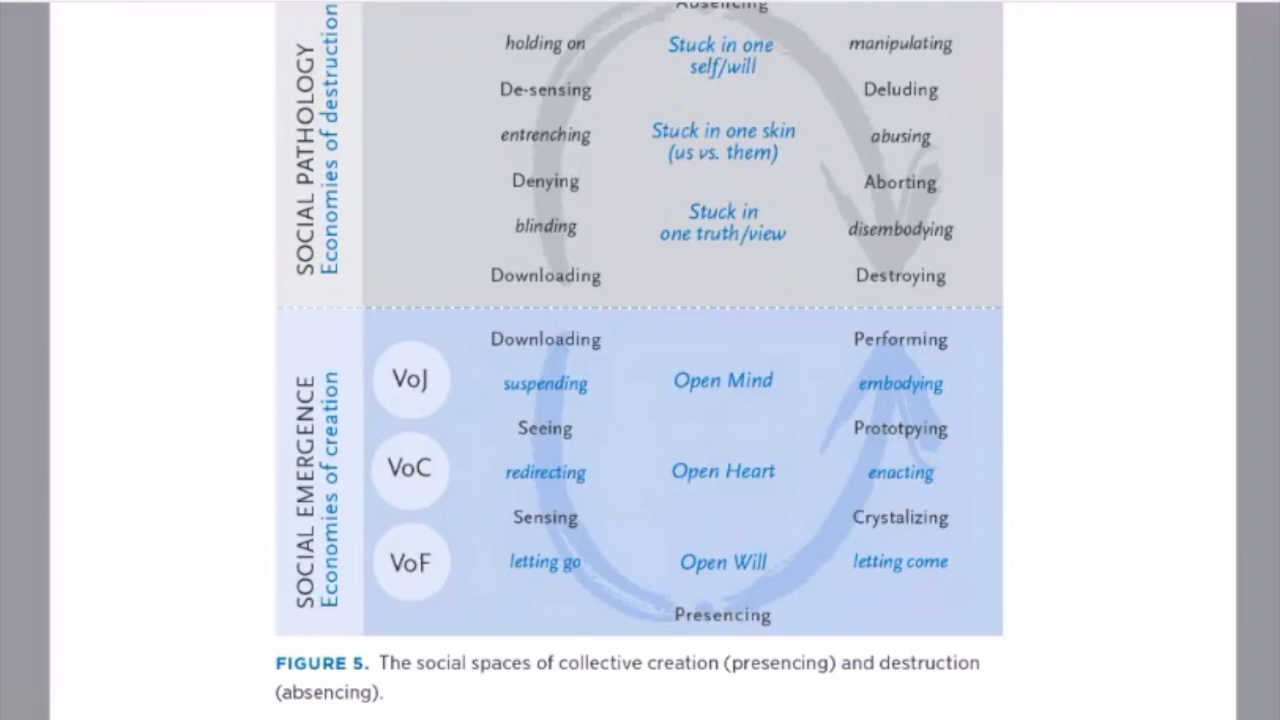 Absencing
SOCIAL PATHOLOGY
Economies of destruction
holding on Stuck in one self/will manipulating
De-sensing Deluding
entrenching Stuck in one skin (us vs. them) abusing
Denying Aborting
blinding Stuck in one truth/view disembodying
Downloading Destroying
SOCIAL EMERGENCE
Economies of creation
Downloading Performing
VoJ suspending Open Mind embodying
Seeing Prototpying
VoC redirecting Open Heart enacting
Sensing Crystalizing
VoF letting go Open Will letting come
Presencing
FIGURE 5. The social spaces of collective creation (presencing) and destruction
(absencing).